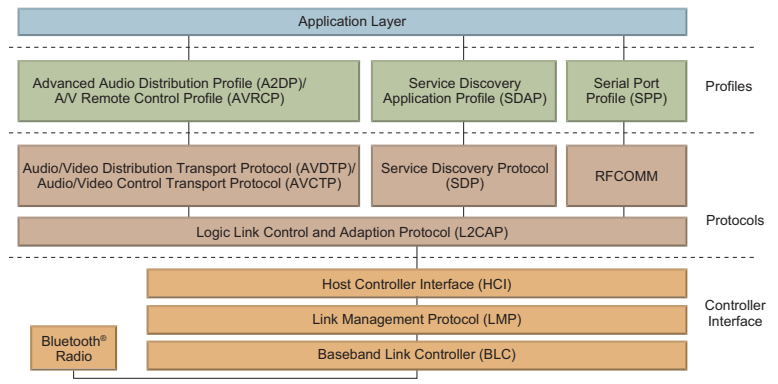 Application Layer
Advanced Audio Distribution Profile (A2DP)/
A/V Remote Control Profile (AVRCP)
Service Discovery
Application Profile (SDAP)
Serial Port
Profile (SPP)
Profiles
Audio/Video Distribution Transport Protocol (AVDTP)/
Audio/Video Control Transport Protocol (AVCTP)
Service Discovery Protocol
(SDP)
RFCOMM
Logic Link Control and Adaption Protocol (L2CAP)
Protocols
Host Controller Interface (HCI)
Link Management Protocol (LMP)
Baseband Link Controller (BLC)
Controller
Interface
Bluetooth®
Radio